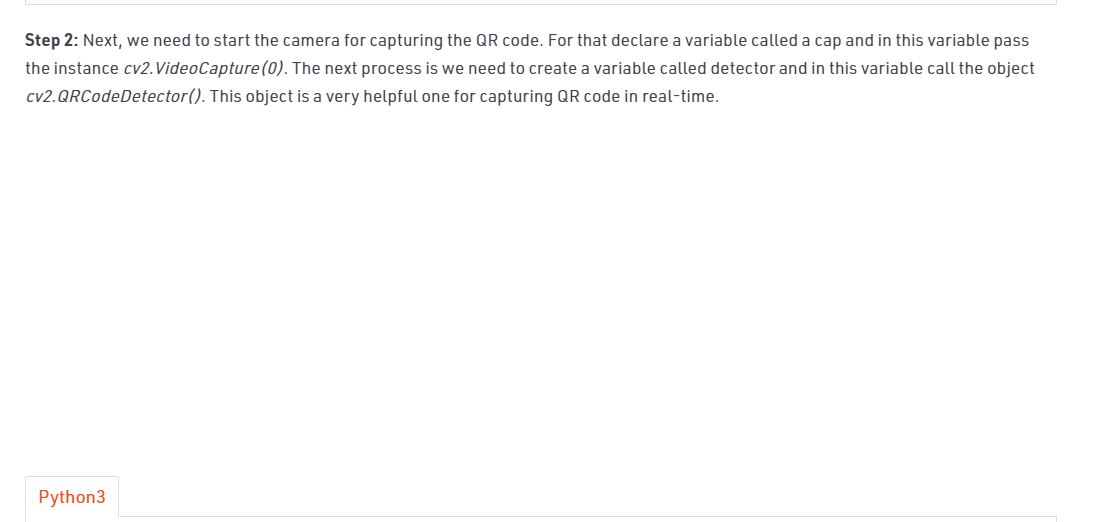 Step 2: Next, we need to start the camera for capturing the QR code. For that declare a variable called a cap and in this variable pass
the instance cv2.VideoCapture(0). The next process is we need to create a variable called detector and in this variable call the object
cv2.QRCodeDetector(). This object is a very helpful one for capturing QR code in real-time.
Python3